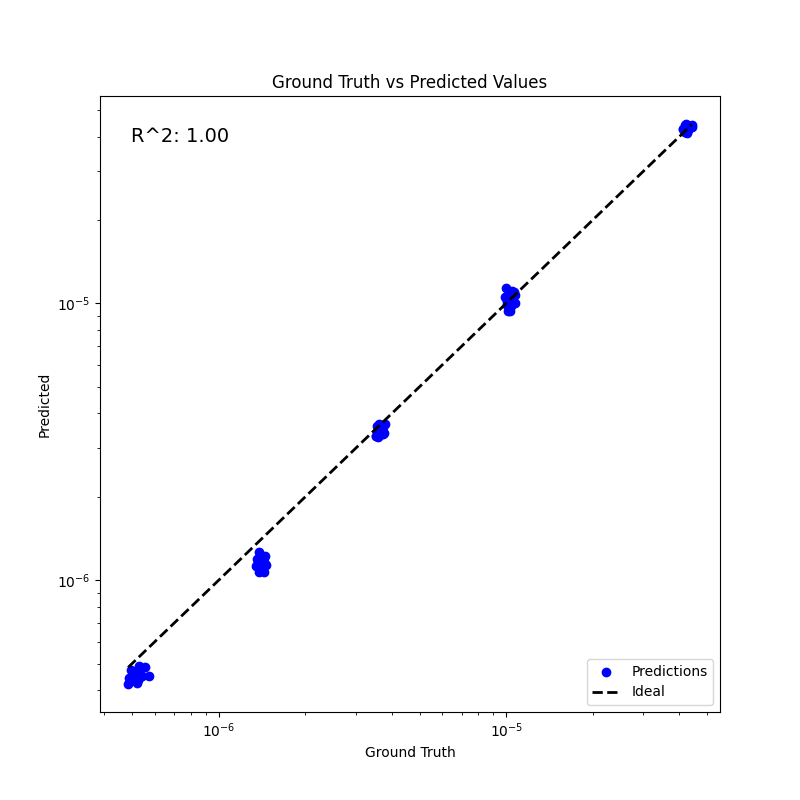 Ground Truth vs Predicted Values
R^2: 1.00
10⁻⁵
10⁻⁶
Predicted
Predictions
Ideal
10⁻⁶
10⁻⁵
Ground Truth